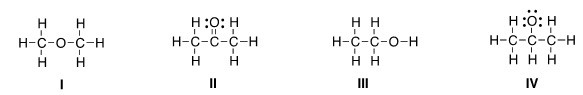 H H H :O: H H H H :O: H
H–C–O–C–H H–C–C–C–H H–C–C–O–H H–C–C–C–H
H H H H H H H H H
I II III IV